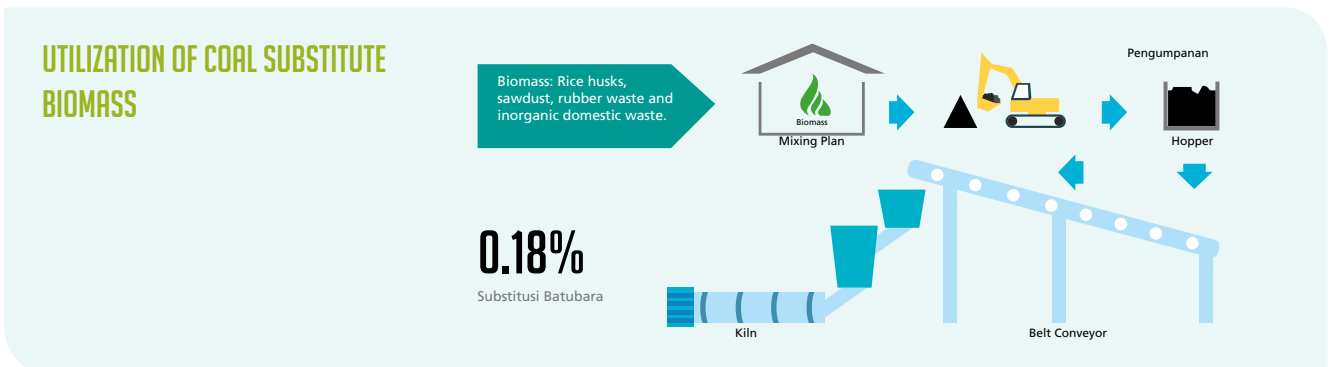 UTILIZATION OF COAL SUBSTITUTE
BIOMASS
Biomass: Rice husks,
sawdust, rubber waste and
inorganic domestic waste.
Biomass
Mixing Plan
Pengumpanan
Hopper
0.18%
Substitusi Batubara
Kiln
Belt Conveyor